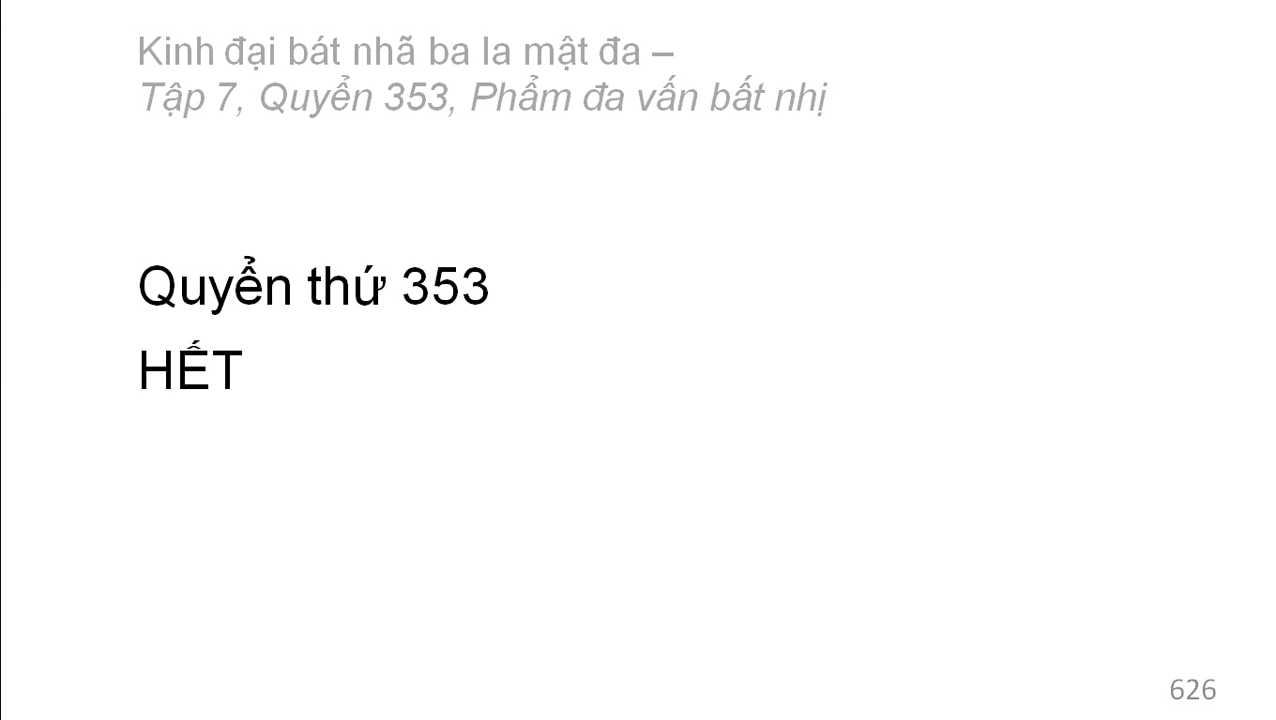 Kinh đại bát nhã ba la mật đa –
Tập 7, Quyển 353, Phẩm đa vấn bất nhị
Quyển thứ 353
HẾT
626